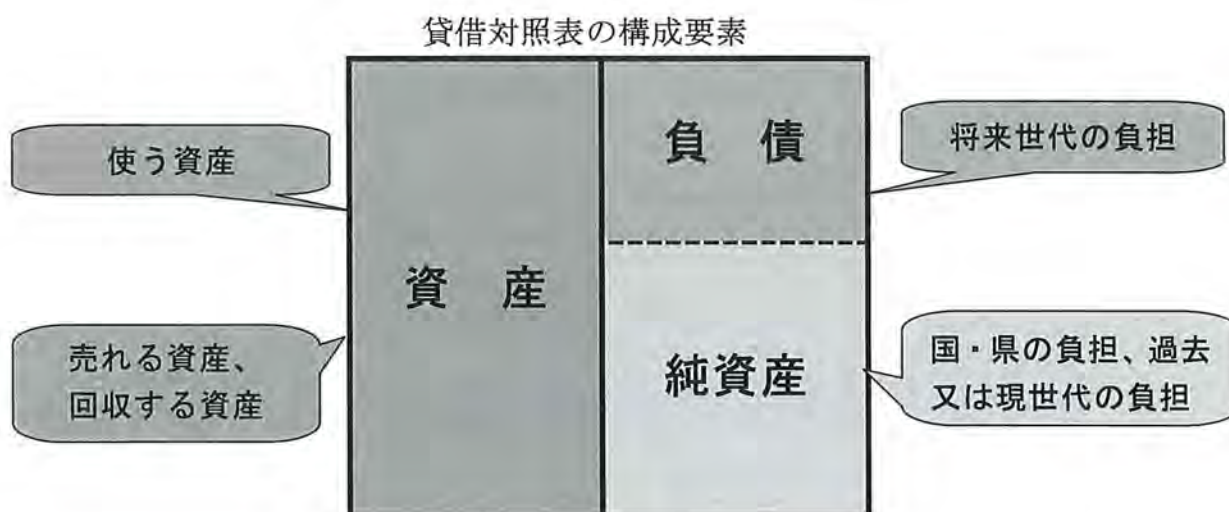 貸借対照表の構成要素
使う資産
売れる資産、
回収する資産
資　産
負　債
純資産
将来世代の負担
国・県の負担、過去
又は現世代の負担